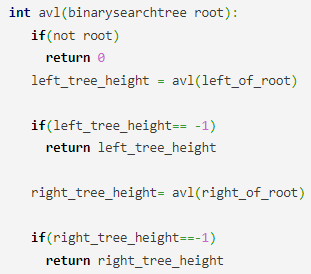 int avl(binarysearchtree root):
if(not root)
return 0
left_tree_height = avl(left_of_root)
if(left_tree_height== -1)
return left_tree_height
right_tree_height= avl(right_of_root)
if(right_tree_height==-1)
return right_tree_height